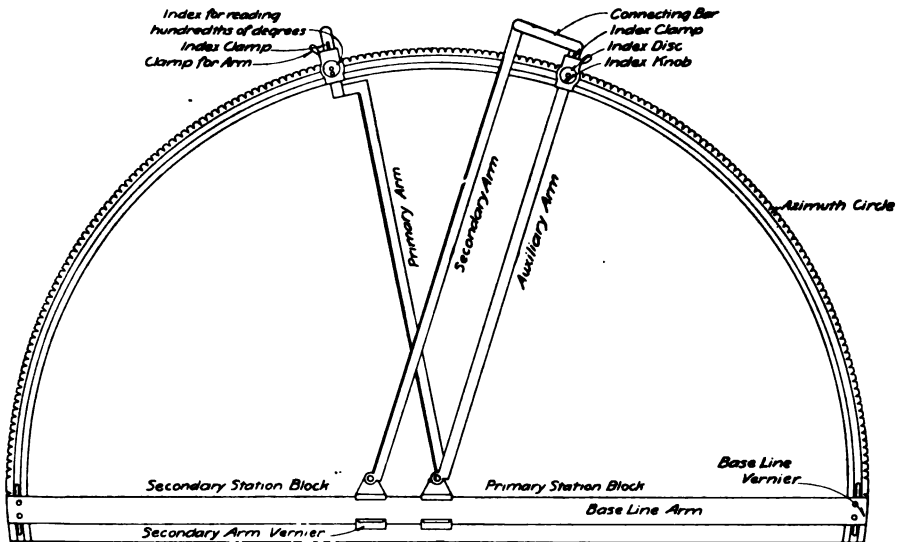 Index for reading
hundredths of degrees
Index Clamp
Clamp for Arm
Connecting Bar
Index Clamp
Index Disc
Index Knob
Primary Arm
Secondary Arm
Auxiliary Arm
Azimuth Circle
Secondary Station Block
Primary Station Block
Base Line
Vernier
Base Line Arm
Secondary Arm Vernier